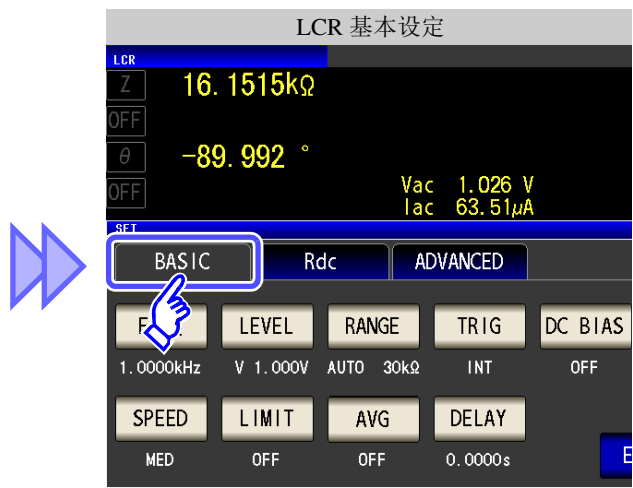 LCR 基本设定
LCR
Z 16.1515kΩ
OFF
θ -89.992 °
OFF
Vac 1.026 V
Iac 63.51μA
SET
BASIC Rdc ADVANCED
LEVEL RANGE TRIG DC BIAS
1.0000kHz V 1.000V AUTO 30kΩ INT OFF
SPEED LIMIT AVG DELAY
MED OFF OFF 0.0000s